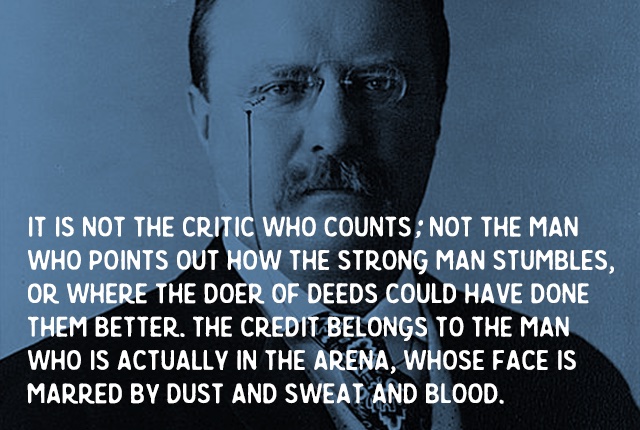 IT IS NOT THE CRITIC WHO COUNTS; NOT THE MAN
WHO POINTS OUT HOW THE STRONG MAN STUMBLES,
OR WHERE THE DOER OF DEEDS COULD HAVE DONE
THEM BETTER. THE CREDIT BELONGS TO THE MAN
WHO IS ACTUALLY IN THE ARENA, WHOSE FACE IS
MARRED BY DUST AND SWEAT AND BLOOD.